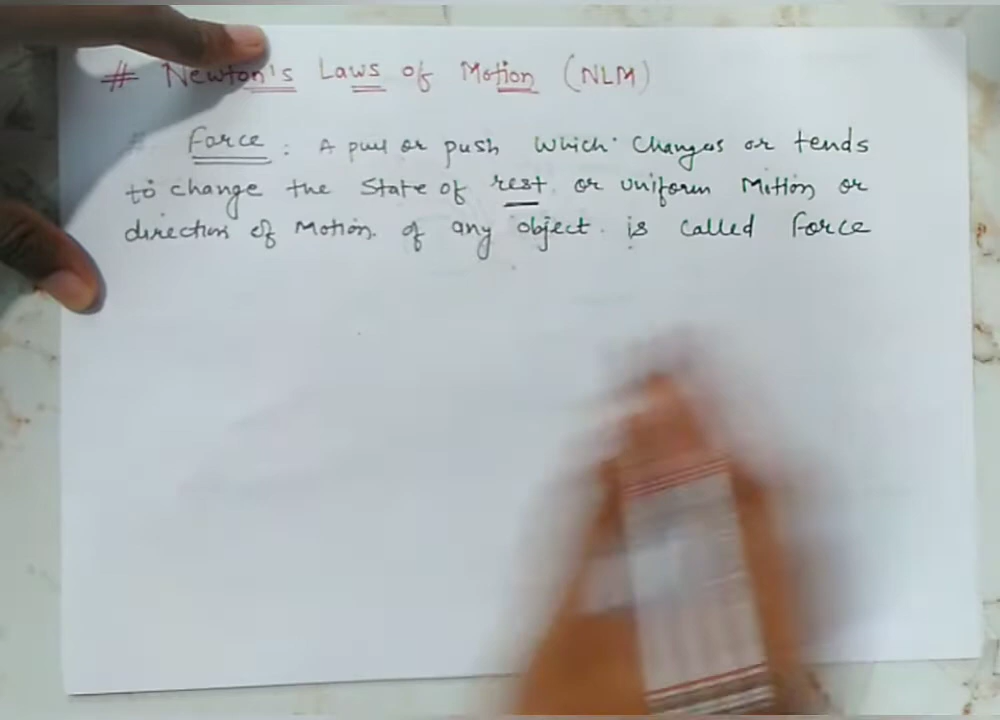 # Newton's Laws of Motion (NLM)
Force : A pull or push which changes or tends
to change the state of rest or uniform Motion or
direction of Motion. of any object. is called force